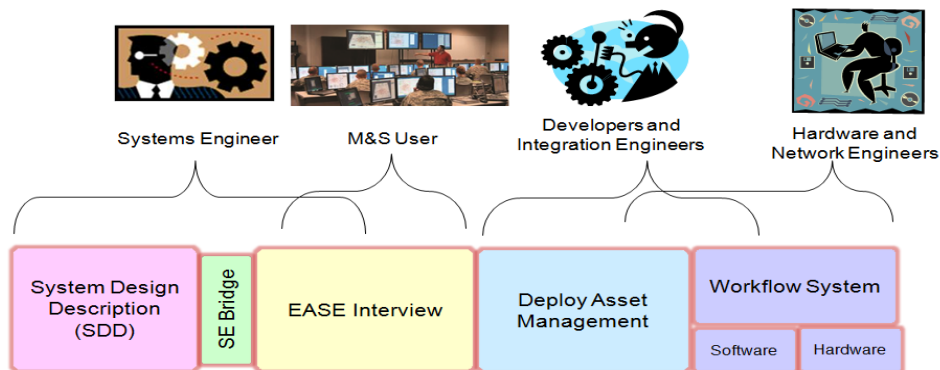 Systems Engineer
M&S User
Developers and
Integration Engineers
Hardware and
Network Engineers
System Design
Description
(SDD)
SE Bridge
EASE Interview
Deploy Asset
Management
Workflow System
Software
Hardware